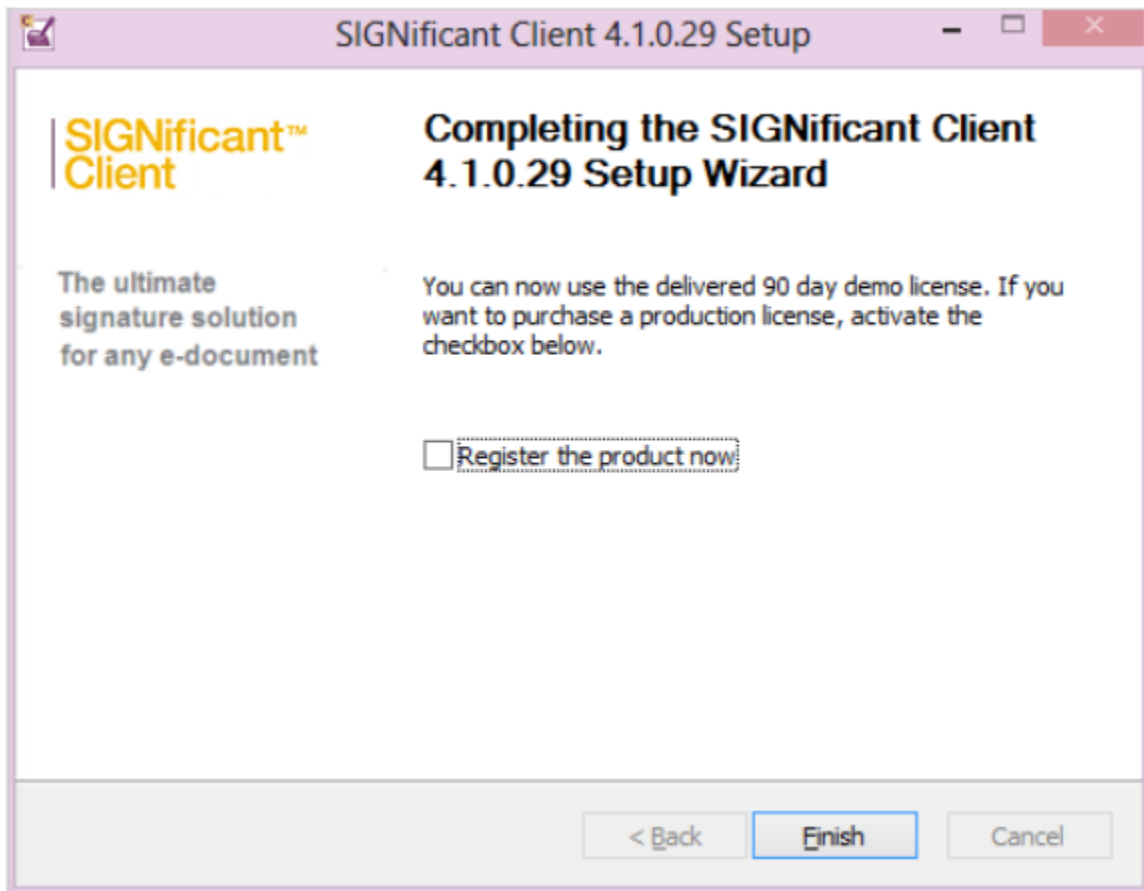 SIGNificant Client 4.1.0.29 Setup
SIGNificant™
Client
The ultimate
signature solution
for any e-document
Completing the SIGNificant Client
4.1.0.29 Setup Wizard
You can now use the delivered 90 day demo license. If you
want to purchase a production license, activate the
checkbox below.
Register the product now
< Back
Finish
Cancel